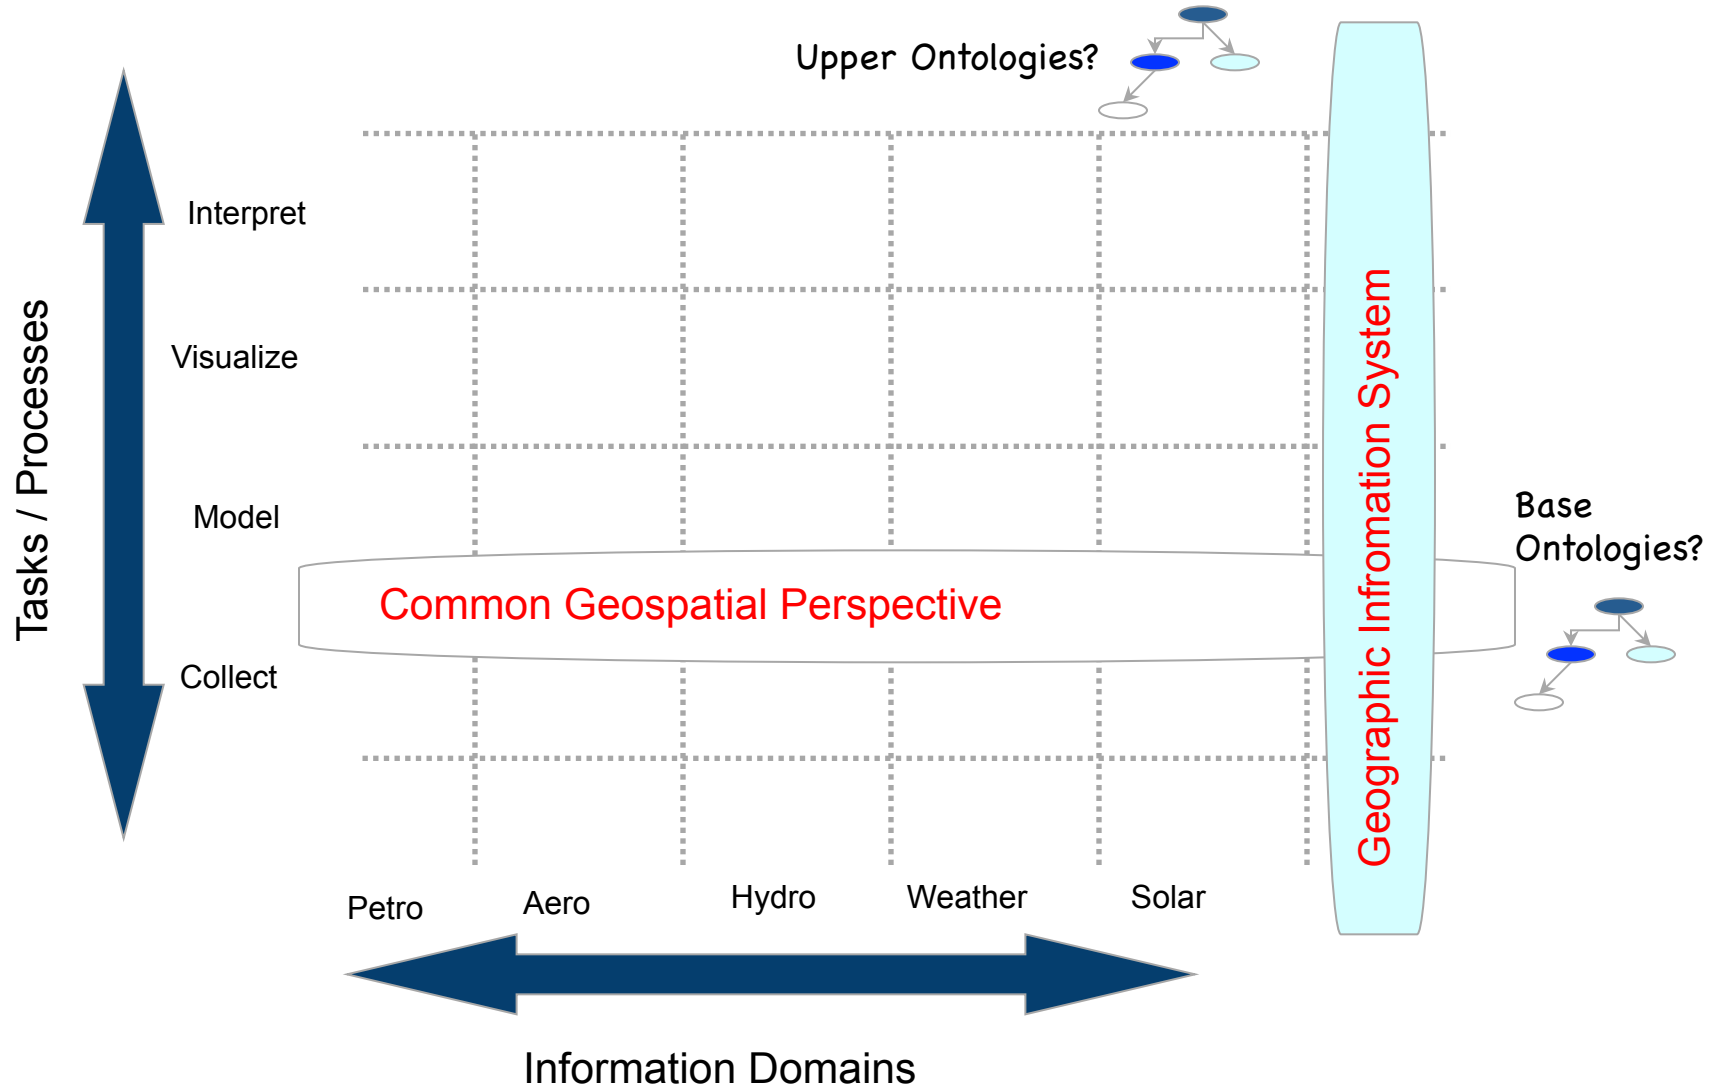 Upper Ontologies?
Interpret
Visualize
Model
Collect
Tasks / Processes
Common Geospatial Perspective
Geographic Infromation System
Base
Ontologies?
Petro
Aero
Hydro
Weather
Solar
Information Domains